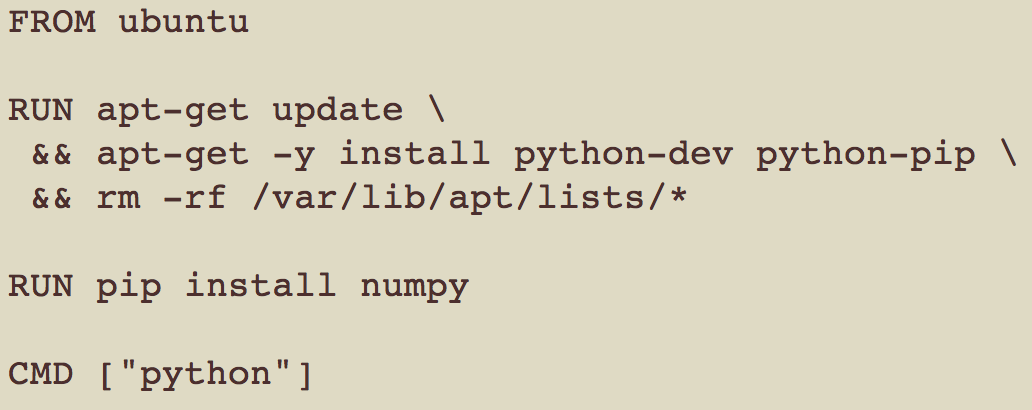 FROM ubuntu
RUN apt-get update \
&& apt-get -y install python-dev python-pip \
&& rm -rf /var/lib/apt/lists/*
RUN pip install numpy
CMD ["python"]